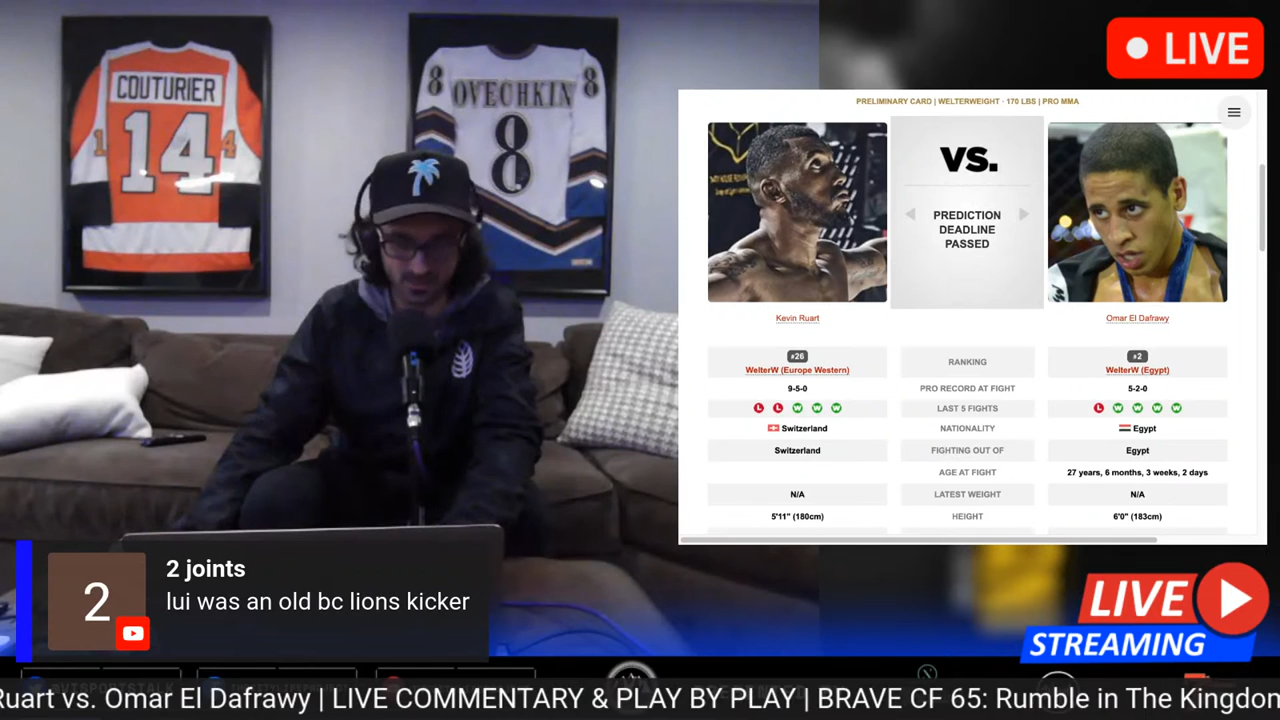 COUTURIER
14
1
4
8
OVECHKIN
8
8
LIVE
PRELIMINARY CARD | WELTERWEIGHT · 170 LBS | PRO MMA
VS.
PREDICTION
DEADLINE
PASSED
Kevin Ruart
Omar El Dafrawy
#26
WelterW (Europe Western)
RANKING
#2
WelterW (Egypt)
9-5-0
PRO RECORD AT FIGHT
5-2-0
L L W W W
LAST 5 FIGHTS
L W W W W
Switzerland
NATIONALITY
Egypt
Switzerland
FIGHTING OUT OF
Egypt
AGE AT FIGHT
27 years, 6 months, 3 weeks, 2 days
N/A
LATEST WEIGHT
N/A
5'11" (180cm)
HEIGHT
6'0" (183cm)
2
2 joints
lui was an old bc lions kicker
LIVE
STREAMING
Ruart vs. Omar El Dafrawy | LIVE COMMENTARY & PLAY BY PLAY | BRAVE CF 65: Rumble in The Kingdon